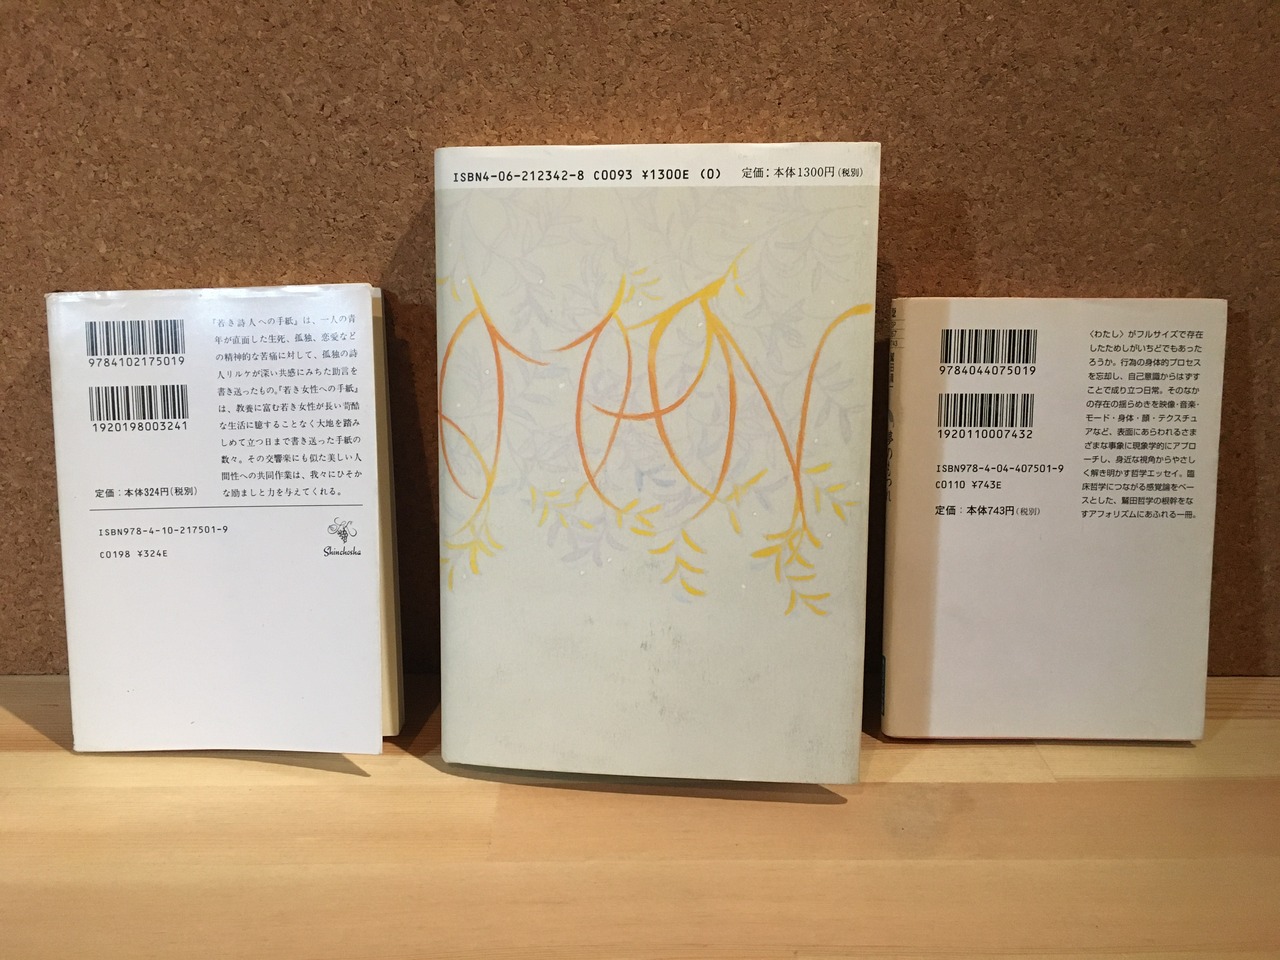 9784102175019
1920198003241
『若き詩人への手紙』は、一人の青
年が直面した生死、孤独、恋愛など
の精神的な苦痛に対して、孤独の詩
人リルケが深い共感にみちた助言を
書き送ったもの。『若き女性への手紙』
は、教養に富む若き女性が長い苛酷
な生活に臆することなく大地を踏み
しめて立つ日まで書き送った手紙の
数々。その交響楽にも似た美しい人
間性への共同作業は、我々にひそか
な励ましと力を与えてくれる。
定価：本体324円(税別)
ISBN978-4-10-217501-9
C0198 ¥324E
Shinchosha
ISBN4-06-212342-8 C0093 ¥1300E (0)
定価：本体1300円(税別)
9784044075019
1920110007432
ISBN978-4-04-407501-9
C0110 ¥743E
定価：本体743円(税別)
〈わたし〉がフルサイズで存在
したためしがいちどでもあった
ろうか。行為の身体的プロセス
を忘却し、自己意識からはずす
ことで成り立つ日常。そのなか
の存在の揺らめきを映像・音楽・
モード・身体・顔・テクスチュ
アなど、表面にあらわれるさま
ざまな事象に現象学的にアプロ
ーチし、身近な視角からやさし
く解き明かす哲学エッセイ。臨
床哲学につながる感覚論をベー
スとした、鷲田哲学の根幹をな
すアフォリズムにあふれる一冊。